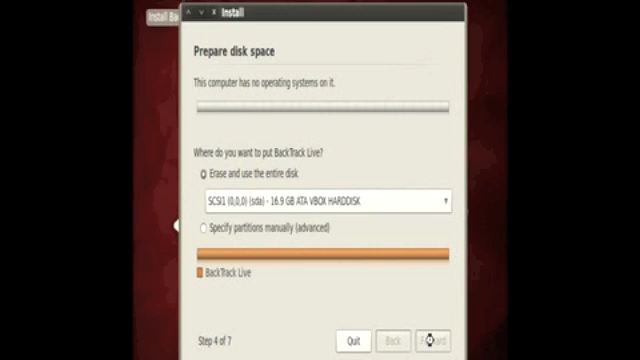 Install Ba
Install
Prepare disk space
This computer has no operating systems on it.
Where do you want to put BackTrack Live?
Erase and use the entire disk
SCSI1 (0,0,0) (sda) - 16.9 GB ATA VBOX HARDDISK
Specify partitions manually (advanced)
BackTrack Live
Step 4 of 7
Quit
Back